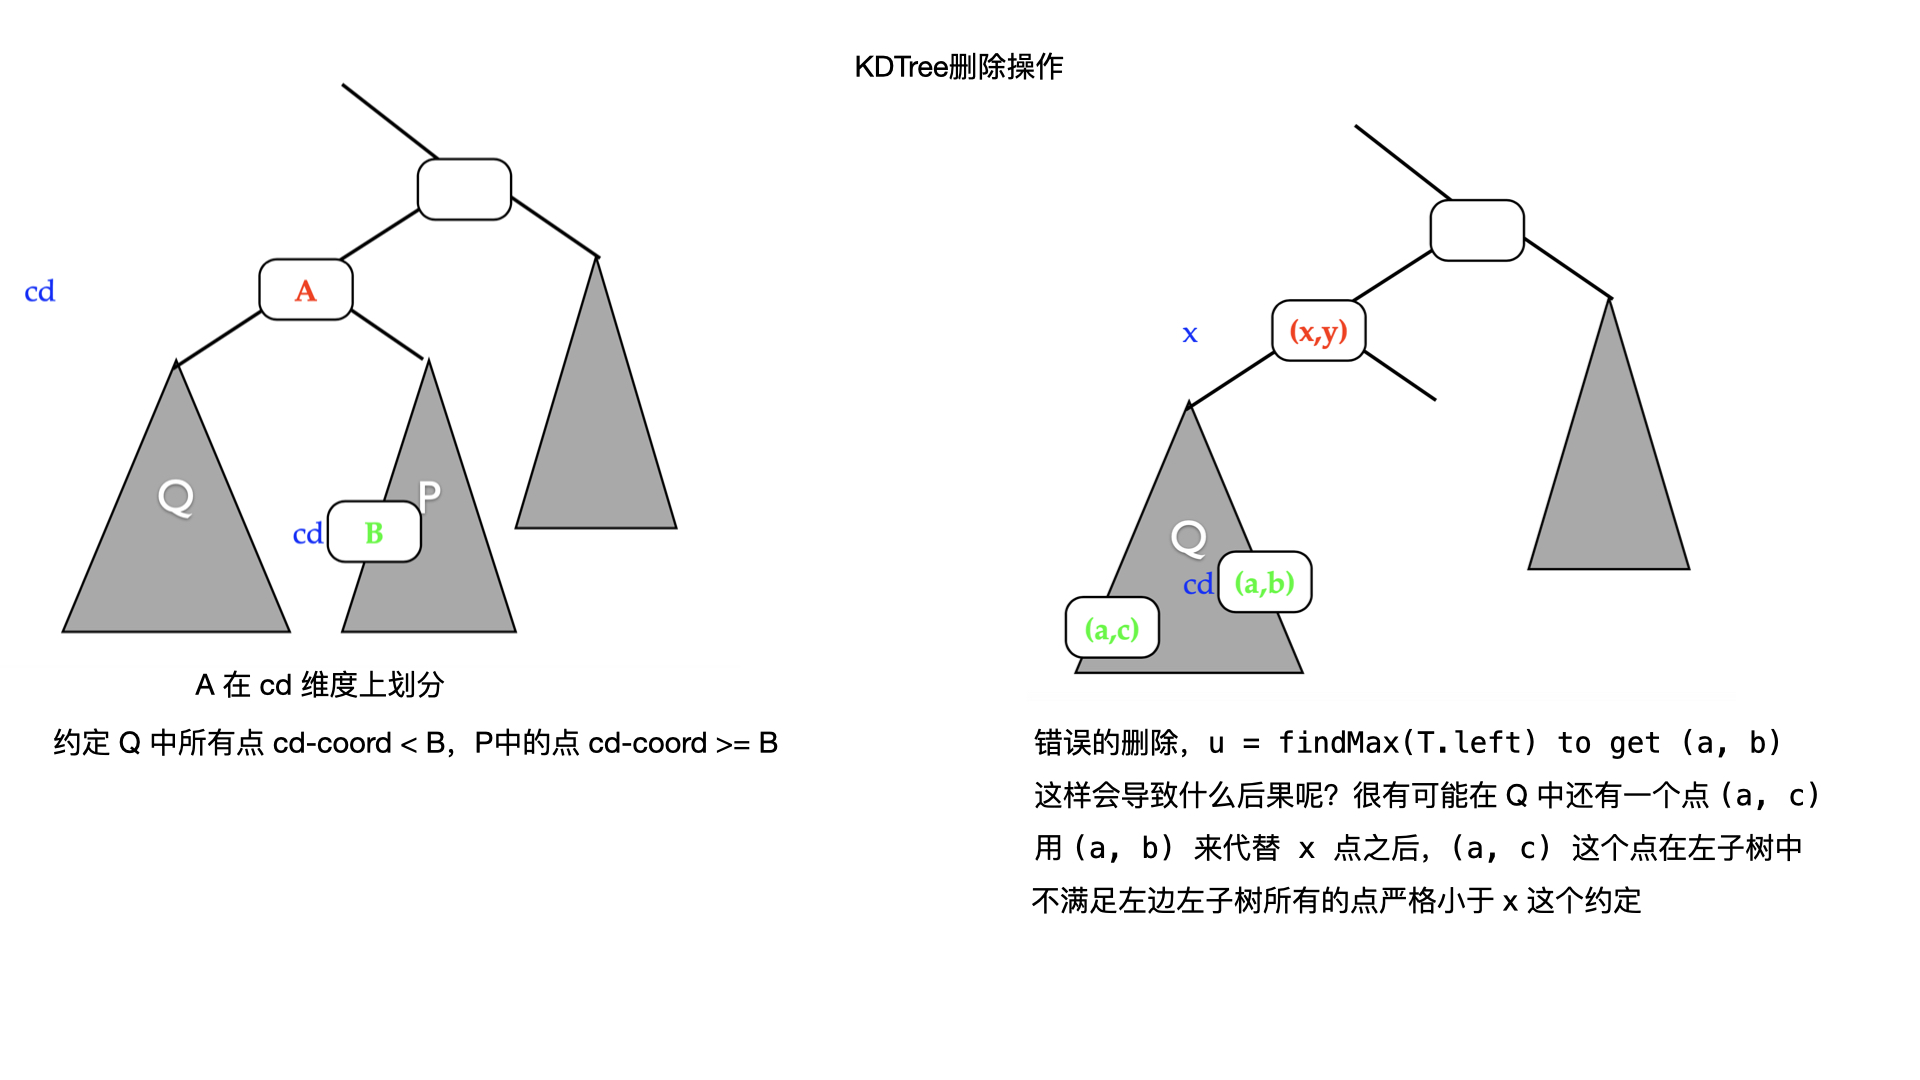 KDTree删除操作
cd
A
Q
P
cd
B
A 在 cd 维度上划分
约定 Q 中所有点 cd-coord < B，P中的点 cd-coord >= B
x
(x,y)
Q
cd
(a,b)
(a,c)
错误的删除，u = findMax(T.left) to get (a, b)
这样会导致什么后果呢？很有可能在 Q 中还有一个点 (a, c)
用 (a, b) 来代替 x 点之后，(a, c) 这个点在左子树中
不满足左边左子树所有的点严格小于 x 这个约定